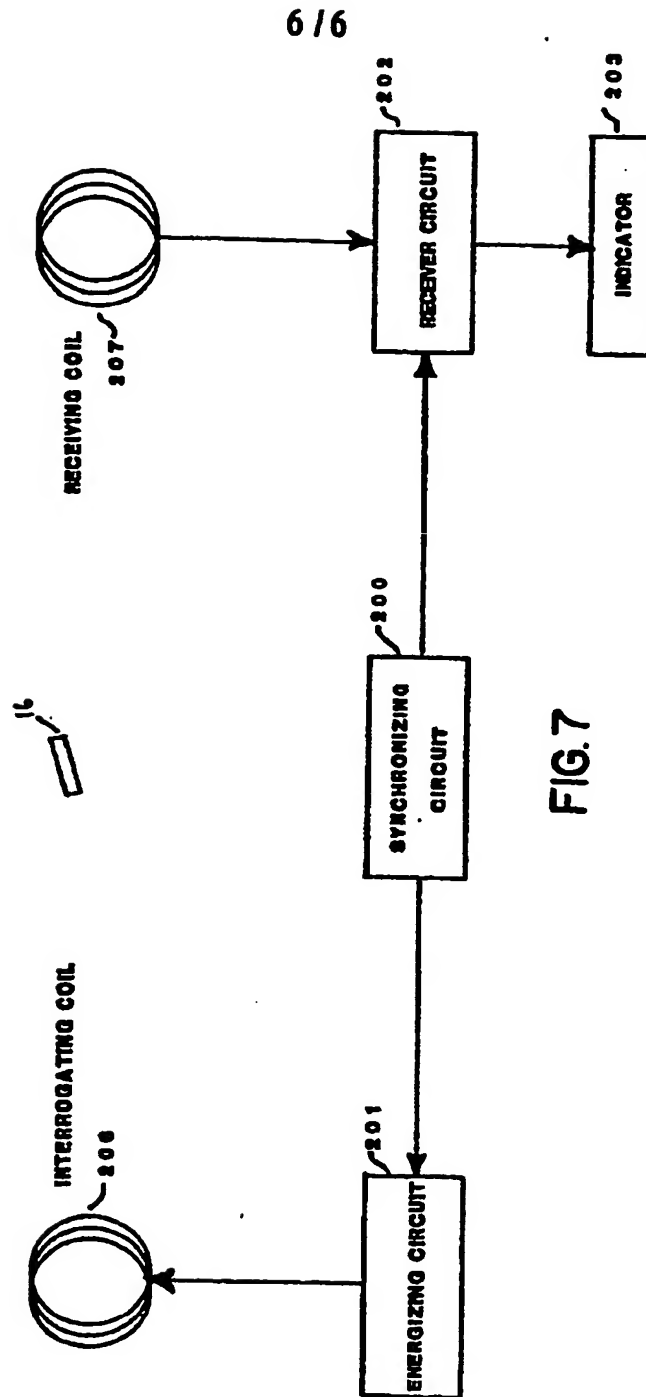 6/6
INTERROGATING COIL
206
16
RECEIVING COIL
207
201
ENERGIZING CIRCUIT
200
SYNCHRONIZING
CIRCUIT
202
RECEIVER CIRCUIT
203
INDICATOR
FIG. 7